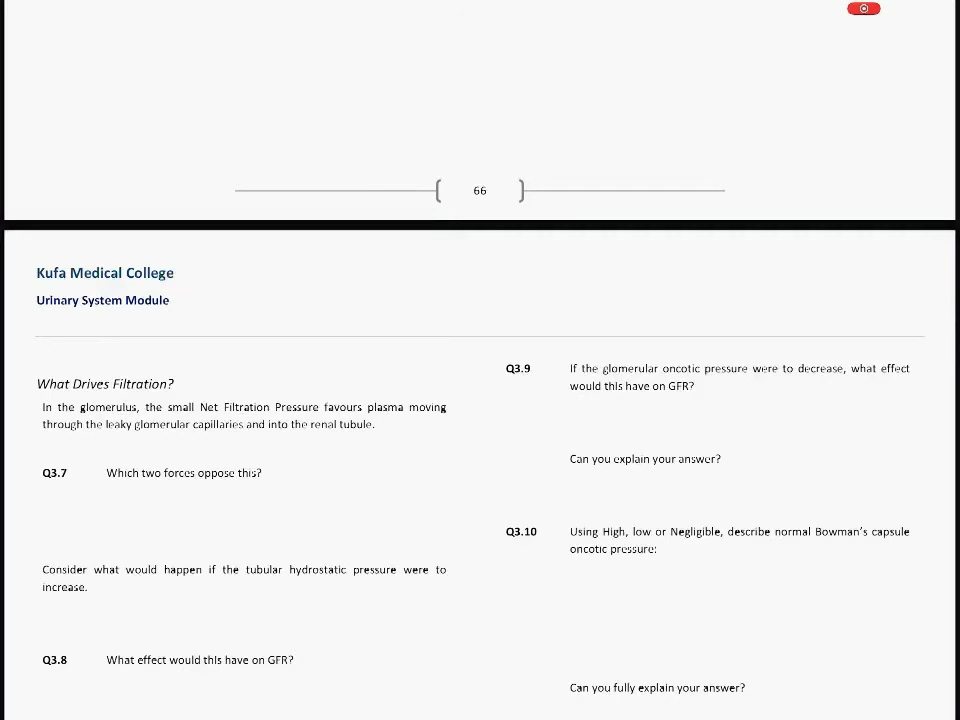 66
Kufa Medical College
Urinary System Module
What Drives Filtration?
In the glomerulus, the small Net Filtration Pressure favours plasma moving
through the leaky glomerular capillaries and into the renal tubule.
Q3.7 Which two forces oppose this?
Consider what would happen if the tubular hydrostatic pressure were to
increase.
Q3.8 What effect would this have on GFR?
Q3.9 If the glomerular oncotic pressure were to decrease, what effect
would this have on GFR?
Can you explain your answer?
Q3.10 Using High, low or Negligible, describe normal Bowman's capsule
oncotic pressure:
Can you fully explain your answer?